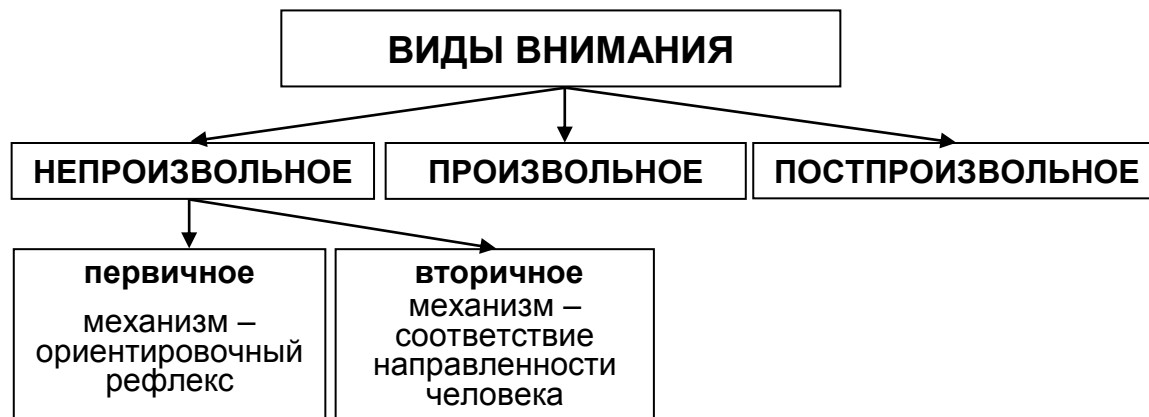 ВИДЫ ВНИМАНИЯ
НЕПРОИЗВОЛЬНОЕ
ПРОИЗВОЛЬНОЕ
ПОСТПРОИЗВОЛЬНОЕ
первичное
механизм –
ориентировочный
рефлекс
вторичное
механизм –
соответствие
направленности
человека